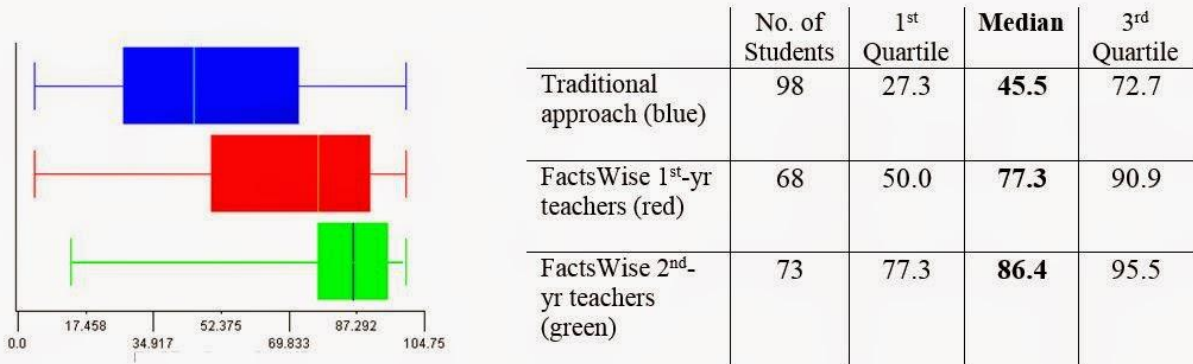 No. of 1st Median 3rd
Students Quartile Quartile
Traditional 98 27.3 45.5 72.7
approach (blue)
FactsWise 1st-yr 68 50.0 77.3 90.9
teachers (red)
FactsWise 2nd- 73 77.3 86.4 95.5
yr teachers
(green)
17.458 52.375 87.292
0.0 34.917 69.833 104.75